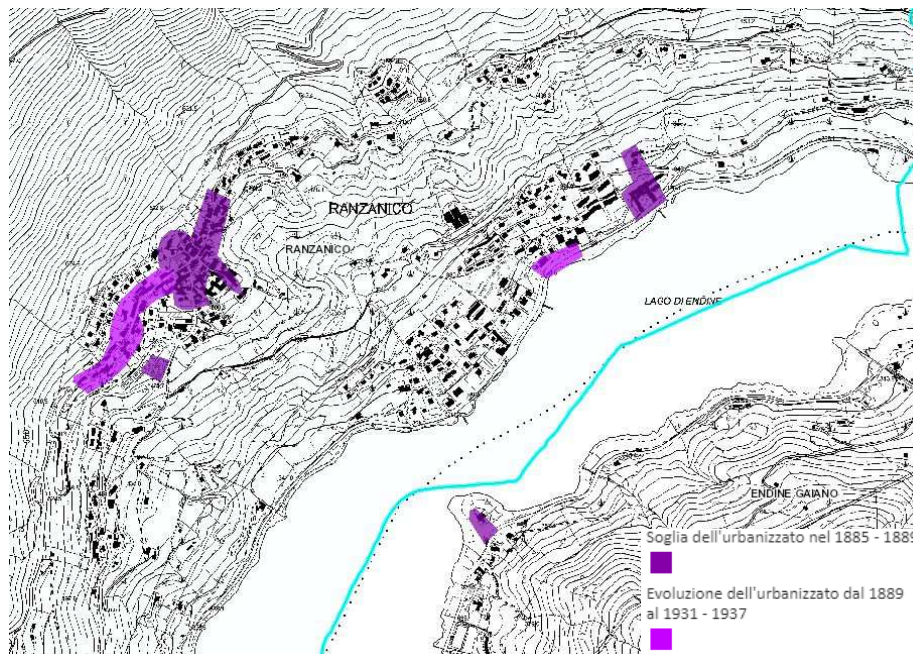 RANZANICO
RANZANICO
LAGO DI ENDINE
ENDINE GAIANO
Soglia dell'urbanizzato nel 1885 - 1889
Evoluzione dell'urbanizzato dal 1889
al 1931 - 1937